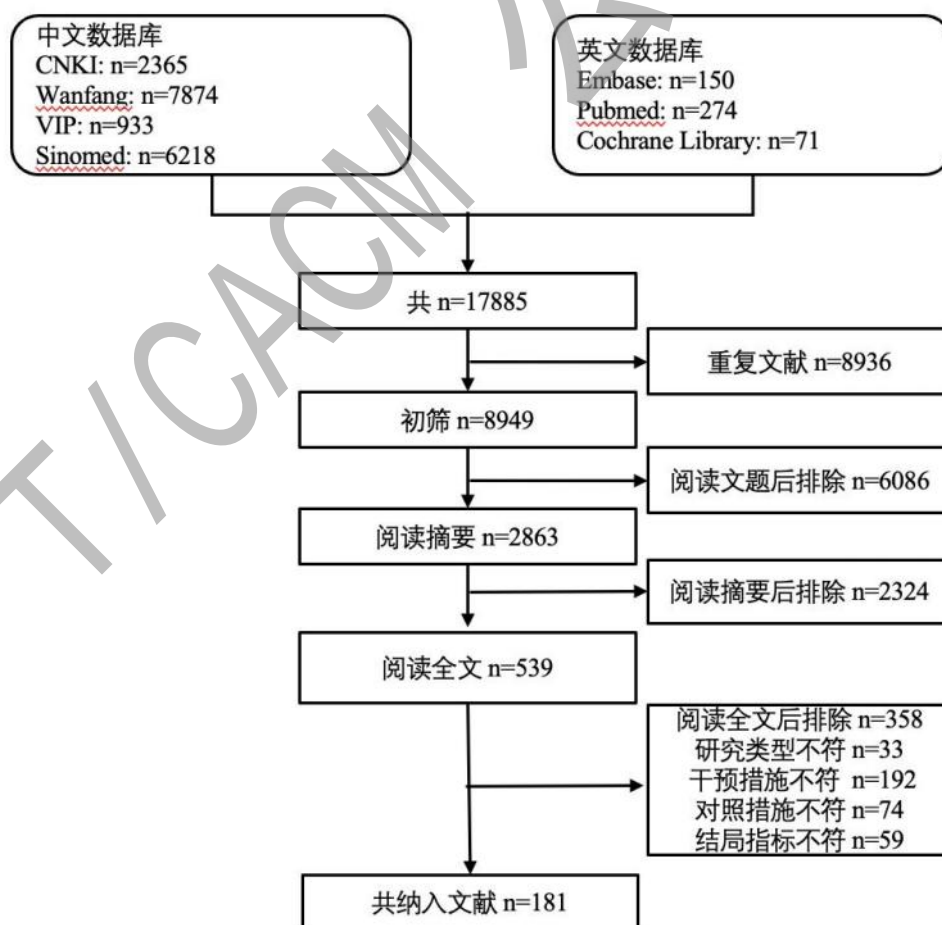 中文数据库
CNKI: n=2365
Wanfang: n=7874
VIP: n=933
Sinomed: n=6218
英文数据库
Embase: n=150
Pubmed: n=274
Cochrane Library: n=71
共 n=17885
重复文献 n=8936
初筛 n=8949
阅读文题后排除 n=6086
阅读摘要 n=2863
阅读摘要后排除 n=2324
阅读全文 n=539
阅读全文后排除 n=358
研究类型不符 n=33
干预措施不符 n=192
对照措施不符 n=74
结局指标不符 n=59
共纳入文献 n=181
T/CACM